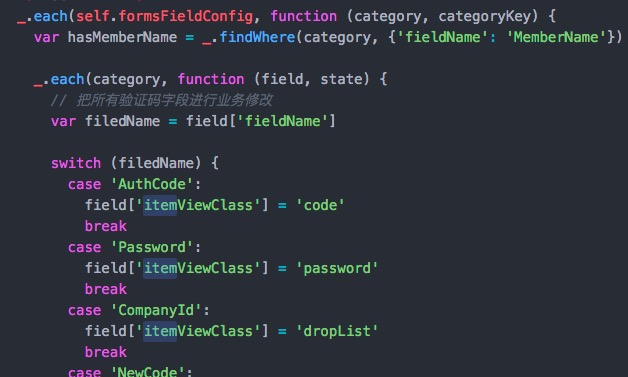 _.each(self.formsFieldConfig, function (category, categoryKey) {
var hasMemberName = _.findWhere(category, {'fieldName': 'MemberName'})
_.each(category, function (field, state) {
// 把所有验证码字段进行业务修改
var filedName = field['fieldName']
switch (filedName) {
case 'AuthCode':
field['itemViewClass'] = 'code'
break
case 'Password':
field['itemViewClass'] = 'password'
break
case 'CompanyId':
field['itemViewClass'] = 'dropList'
break
case 'NewCode':